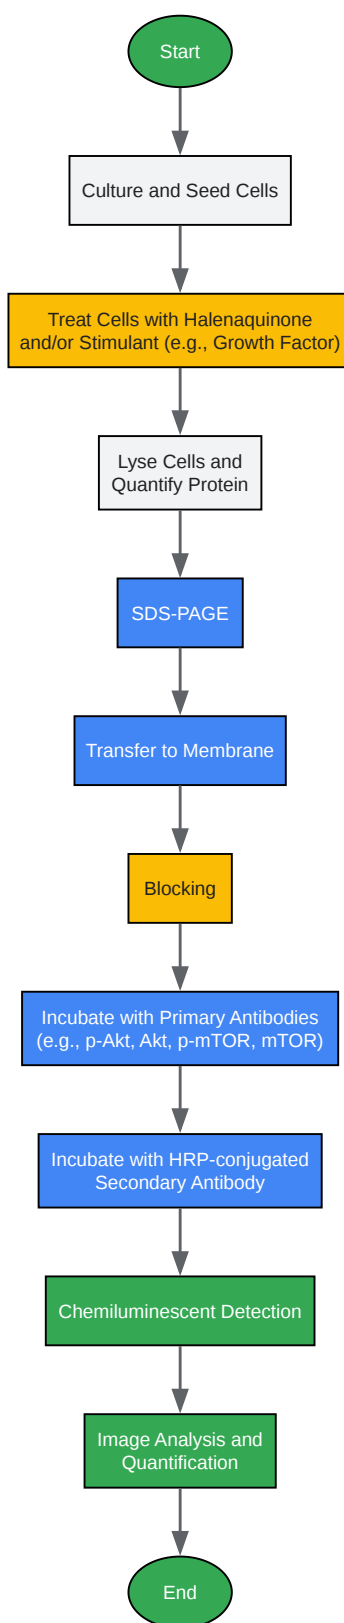 Start
Culture and Seed Cells
Treat Cells with Halenaquinone
and/or Stimulant (e.g., Growth Factor)
Lyse Cells and
Quantify Protein
SDS-PAGE
Transfer to Membrane
Blocking
Incubate with Primary Antibodies
(e.g., p-Akt, Akt, p-mTOR, mTOR)
Incubate with HRP-conjugated
Secondary Antibody
Chemiluminescent Detection
Image Analysis and
Quantification
End